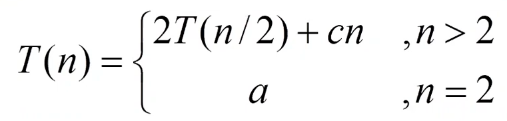 T(n) = { 2T(n/2) + cn , n > 2
a , n = 2